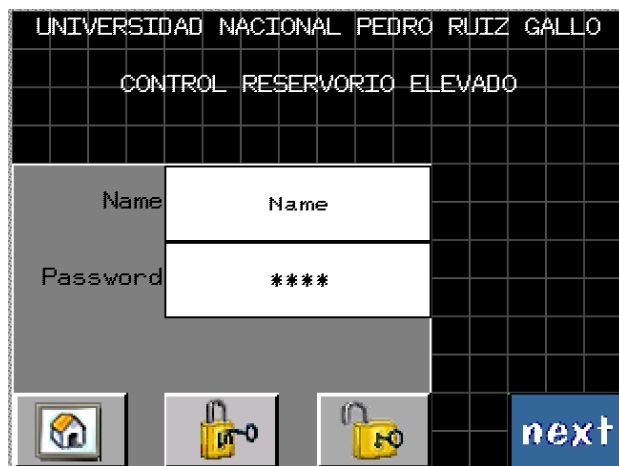 UNIVERSIDAD NACIONAL PEDRO RUIZ GALLO
CONTROL RESERVORIO ELEVADO
Name Name
Password ****
next